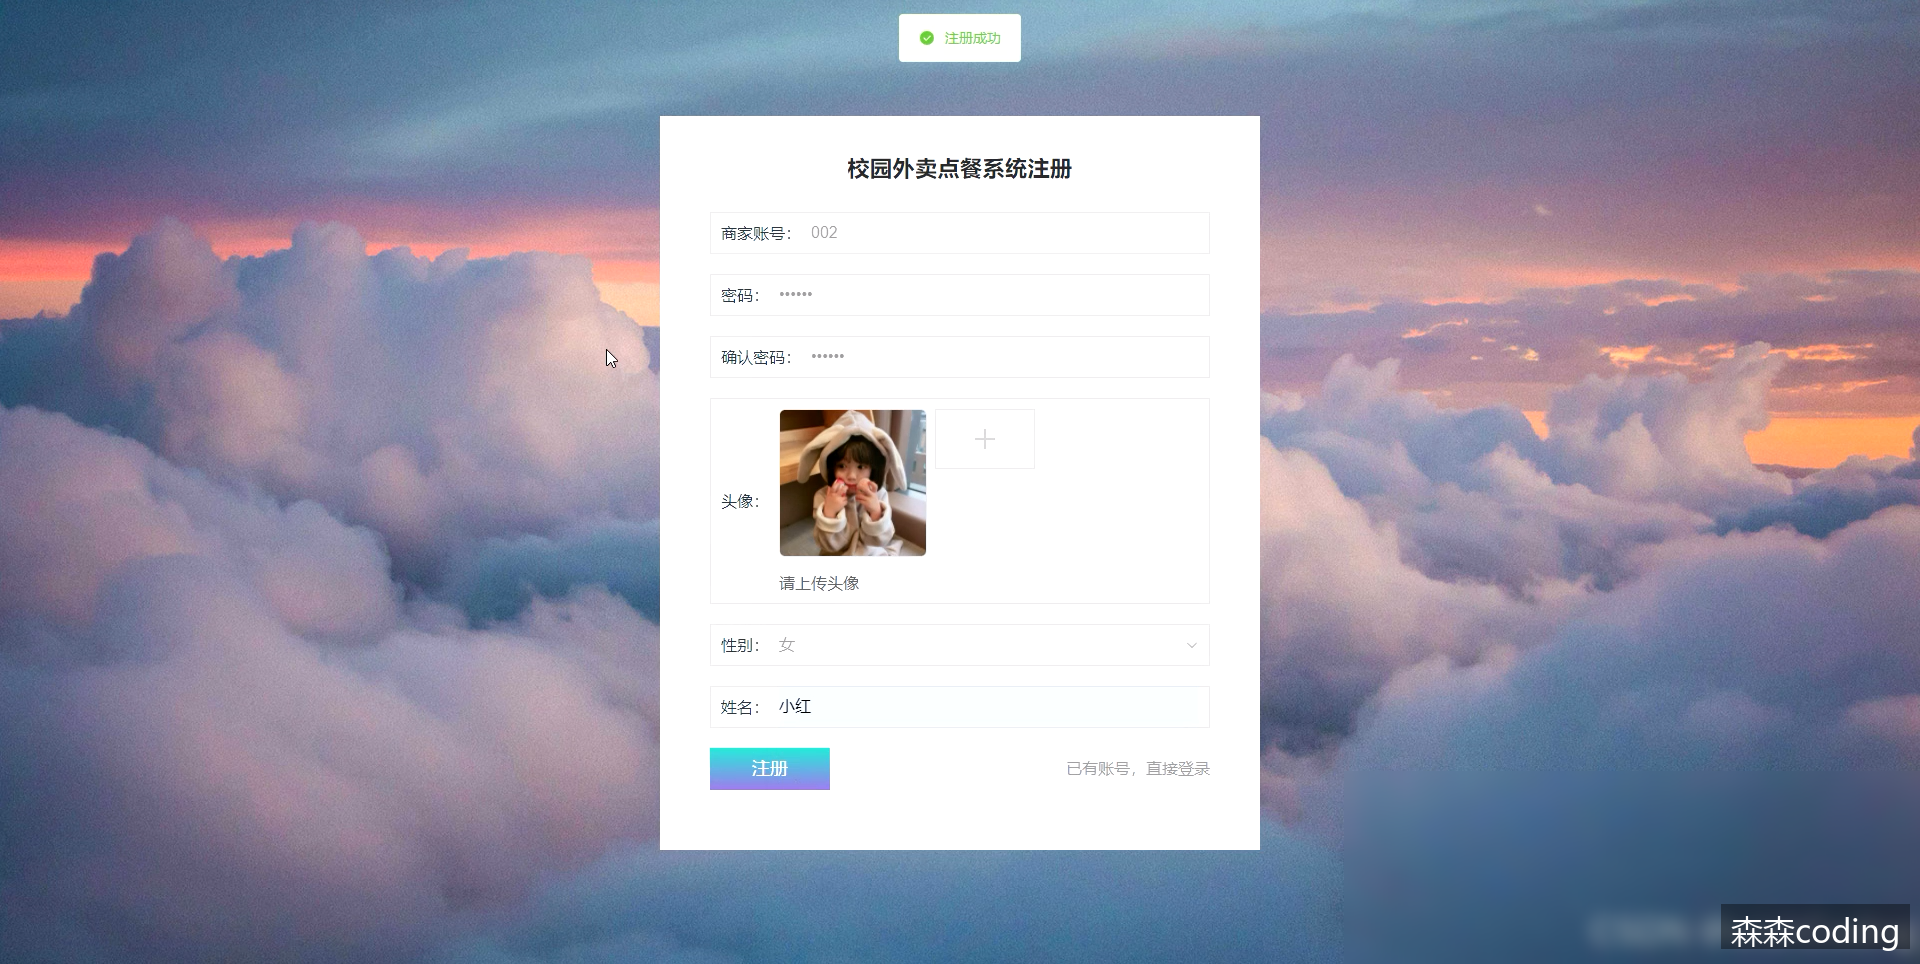 注册成功
校园外卖点餐系统注册
商家账号： 002
密码： ••••••
确认密码： ••••••
头像：
请上传头像
性别： 女
姓名： 小红
注册 已有账号，直接登录
森森coding